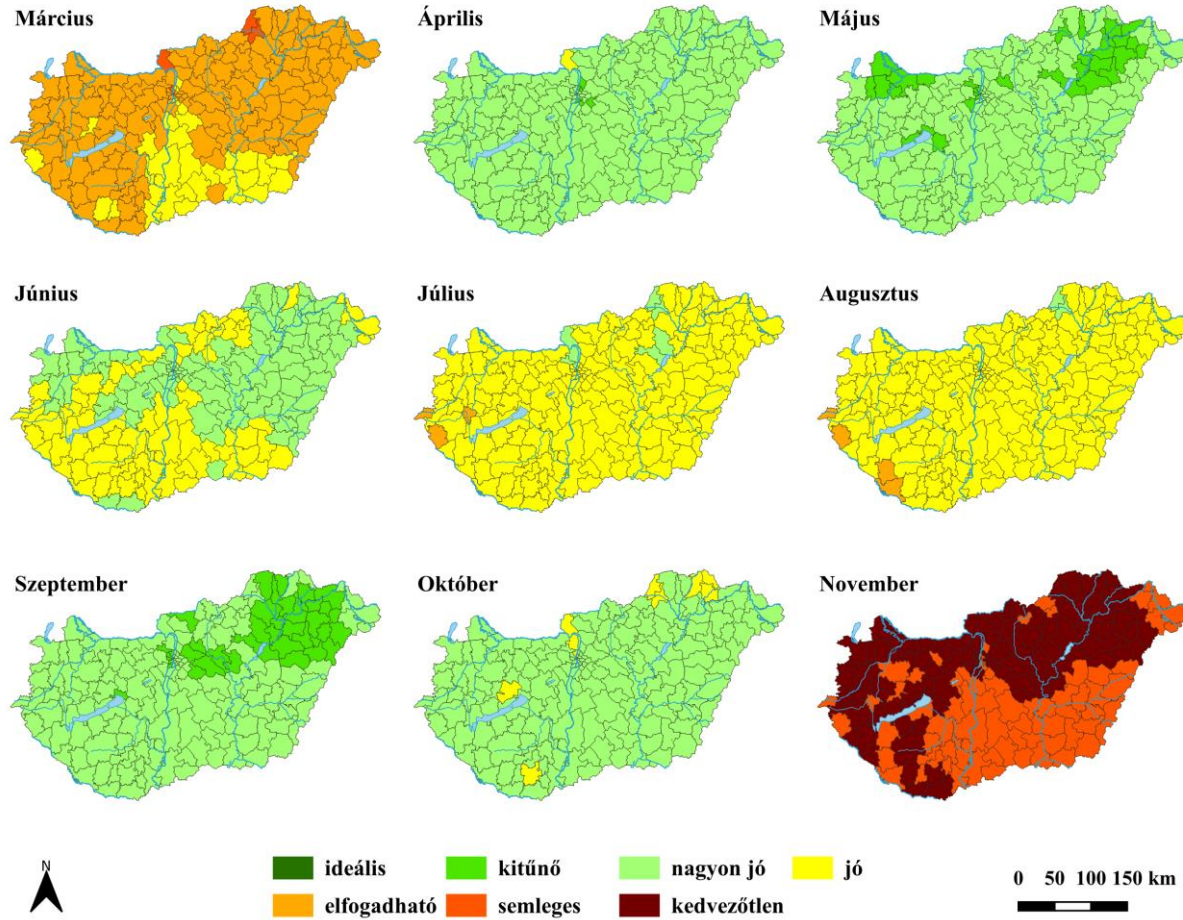 Március
Április
Május
Június
Július
Augusztus
Szeptember
Október
November
N
ideális
kitűnő
nagyon jó
jó
elfogadható
semleges
kedvezőtlen
0 50 100 150 km